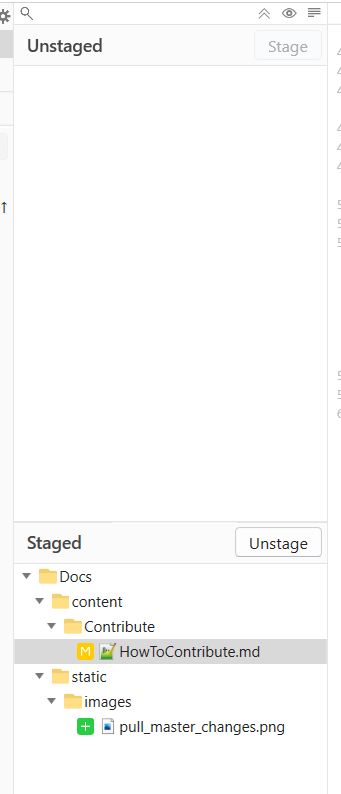 Unstaged
Stage
Staged
Unstage
Docs
content
Contribute
M HowToContribute.md
static
images
+ pull_master_changes.png